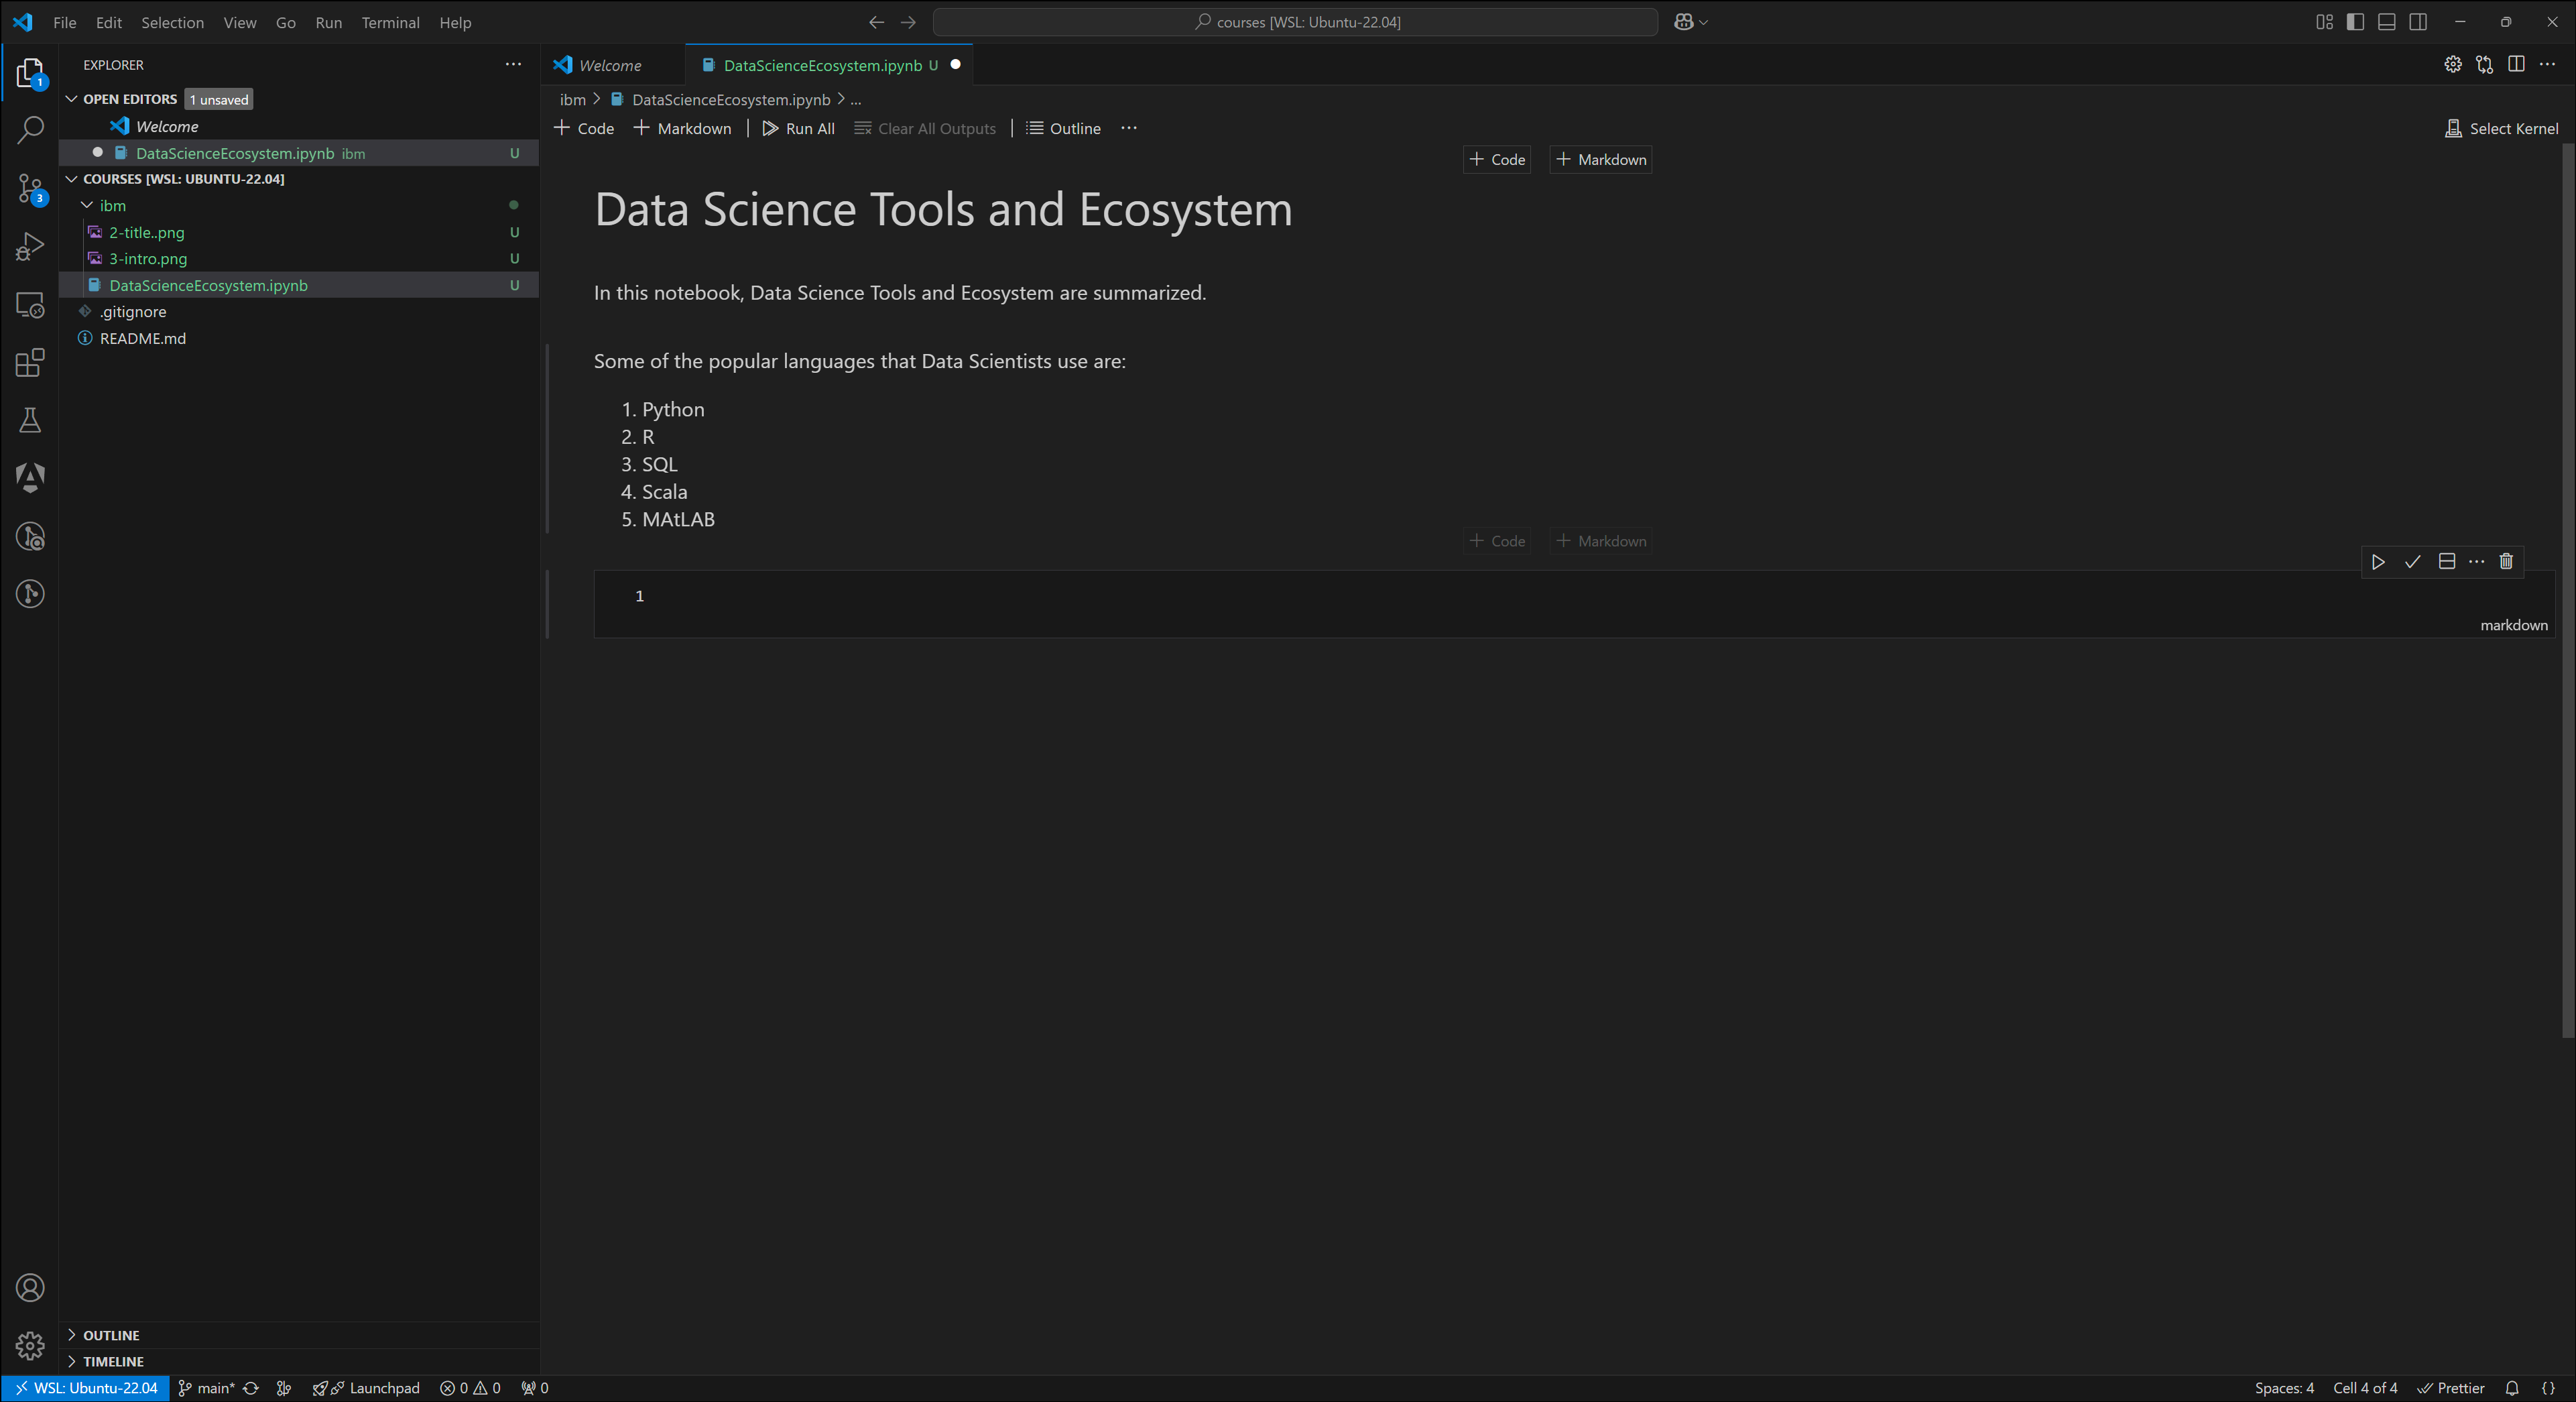 File Edit Selection View Go Run Terminal Help
courses [WSL: Ubuntu-22.04]
EXPLORER
OPEN EDITORS 1 unsaved
Welcome
DataScienceEcosystem.ipynb ibm U
COURSES [WSL: UBUNTU-22.04]
ibm
2-title..png U
3-intro.png U
DataScienceEcosystem.ipynb U
.gitignore
README.md
OUTLINE
TIMELINE
1
3
Welcome
DataScienceEcosystem.ipynb U
ibm > DataScienceEcosystem.ipynb > ...
Code Markdown Run All Clear All Outputs Outline ...
Select Kernel
Code Markdown
Data Science Tools and Ecosystem
In this notebook, Data Science Tools and Ecosystem are summarized.
Some of the popular languages that Data Scientists use are:
1. Python
2. R
3. SQL
4. Scala
5. MAtLAB
Code Markdown
1
markdown
WSL: Ubuntu-22.04 main* Launchpad 0 0 0
Spaces: 4 Cell 4 of 4 Prettier {}